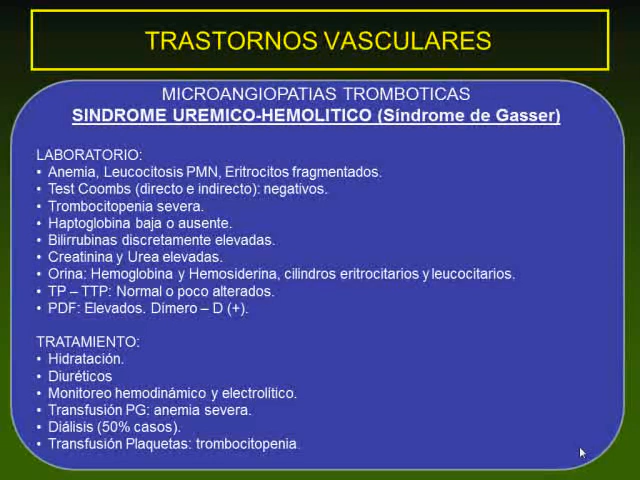 TRASTORNOS VASCULARES
MICROANGIOPATIAS TROMBOTICAS
SINDROME UREMICO-HEMOLITICO (Síndrome de Gasser)
LABORATORIO:
• Anemia, Leucocitosis PMN, Eritrocitos fragmentados.
• Test Coombs (directo e indirecto): negativos.
• Trombocitopenia severa.
• Haptoglobina baja o ausente.
• Bilirrubinas discretamente elevadas.
• Creatinina y Urea elevadas.
• Orina: Hemoglobina y Hemosiderina, cilindros eritrocitarios y leucocitarios.
• TP – TTP: Normal o poco alterados.
• PDF: Elevados. Dímero – D (+).
TRATAMIENTO:
• Hidratación.
• Diuréticos
• Monitoreo hemodinámico y electrolítico.
• Transfusión PG: anemia severa.
• Diálisis (50% casos).
• Transfusión Plaquetas: trombocitopenia.